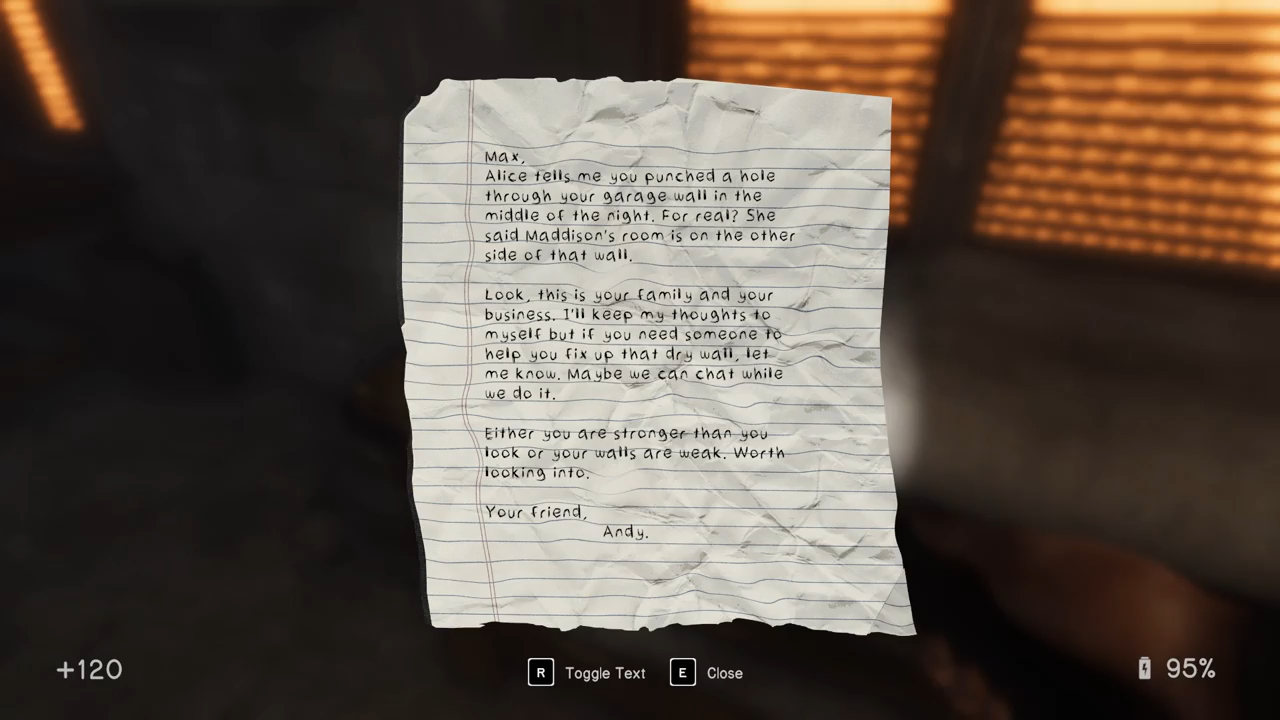 Max,
Alice tells me you punched a hole
through your garage wall in the
middle of the night. For real? She
said Maddison's room is on the other
side of that wall.
Look, this is your family and your
business. I'll keep my thoughts to
myself but if you need someone to
help you fix up that dry wall, let
me know. Maybe we can chat while
we do it.
Either you are stronger than you
look or your walls are weak. Worth
looking into.
Your friend,
Andy.
+120
R Toggle Text E Close
95%